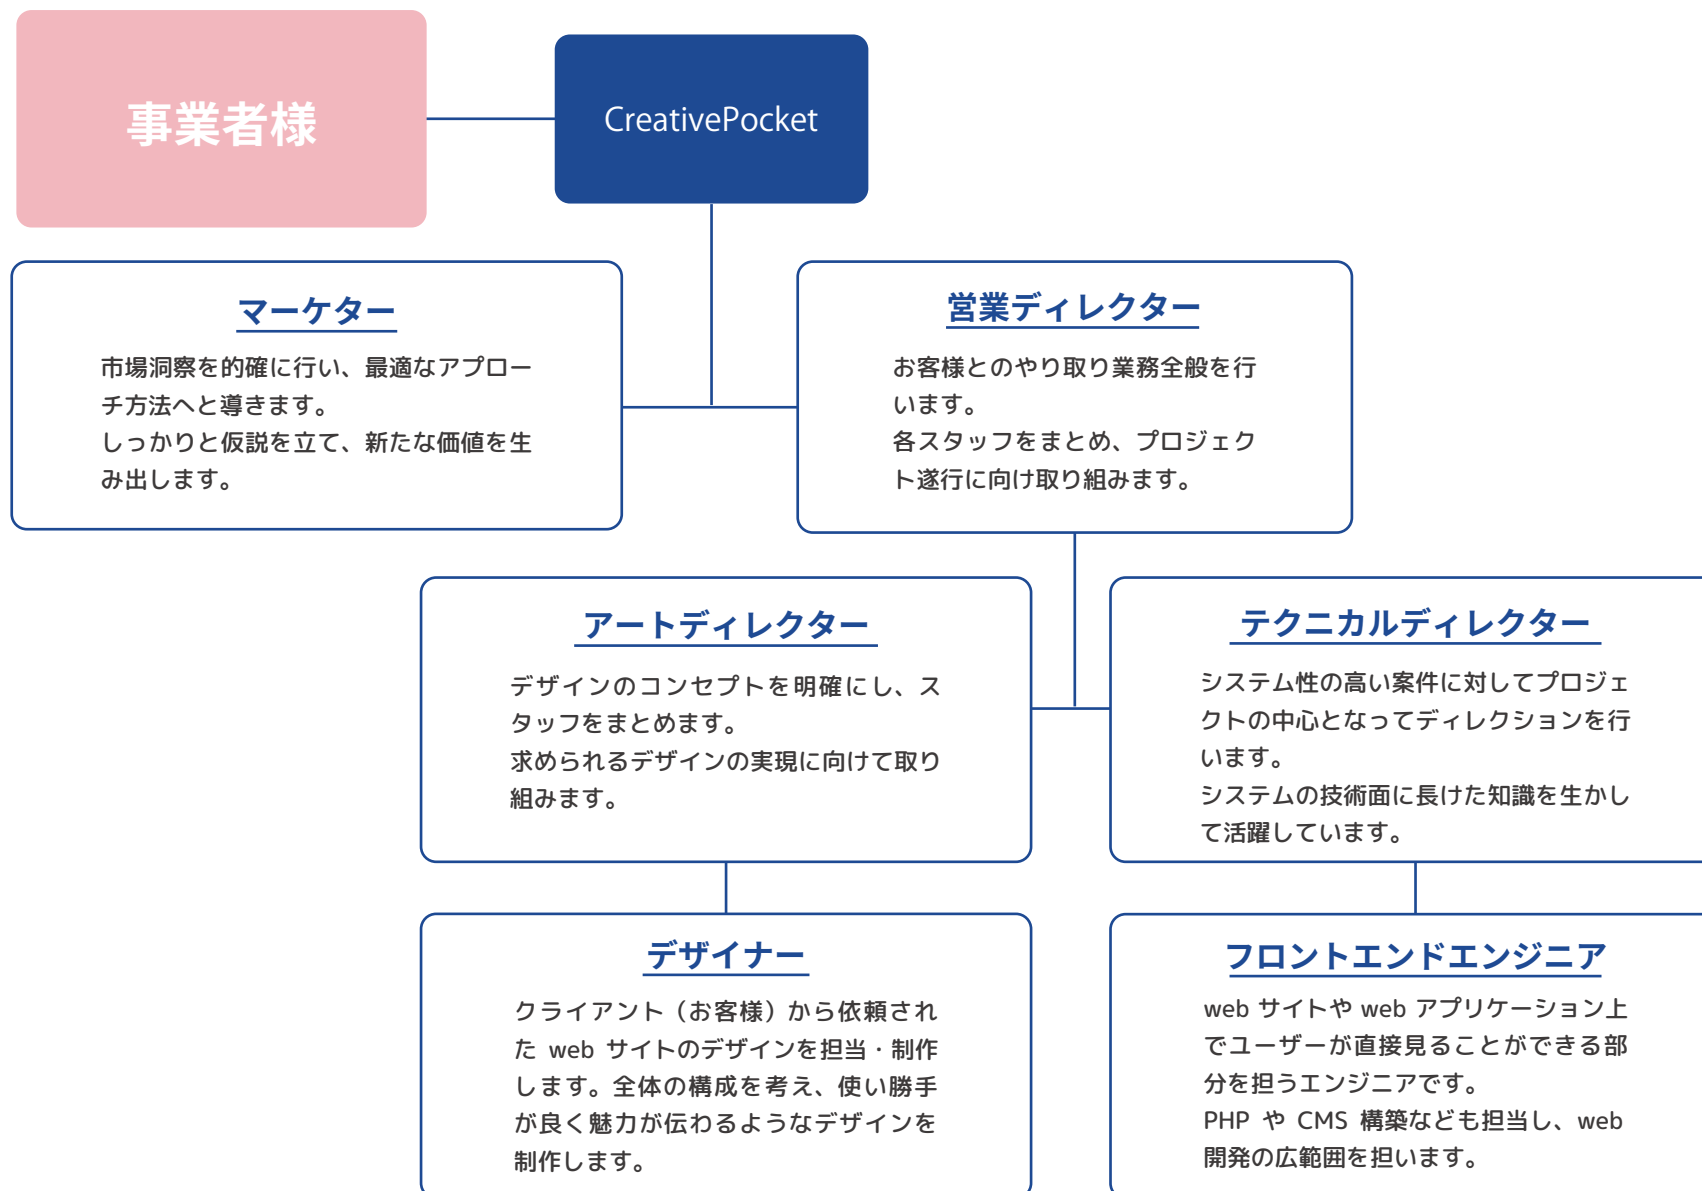 事業者様
CreativePocket
マーケター
市場洞察を的確に行い、最適なアプロー
チ方法へと導きます。
しっかりと仮説を立て、新たな価値を生
み出します。
営業ディレクター
お客様とのやり取り業務全般を行
います。
各スタッフをまとめ、プロジェク
ト遂行に向け取り組みます。
アートディレクター
デザインのコンセプトを明確にし、ス
タッフをまとめます。
求められるデザインの実現に向けて取り
組みます。
テクニカルディレクター
システム性の高い案件に対してプロジェ
クトの中心となってディレクションを行
います。
システムの技術面に長けた知識を生かし
て活躍しています。
デザイナー
クライアント（お客様）から依頼され
た web サイトのデザインを担当・制作
します。全体の構成を考え、使い勝手
が良く魅力が伝わるようなデザインを
制作します。
フロントエンドエンジニア
web サイトや web アプリケーション上
でユーザーが直接見ることができる部
分を担うエンジニアです。
PHP や CMS 構築なども担当し、web
開発の広範囲を担います。